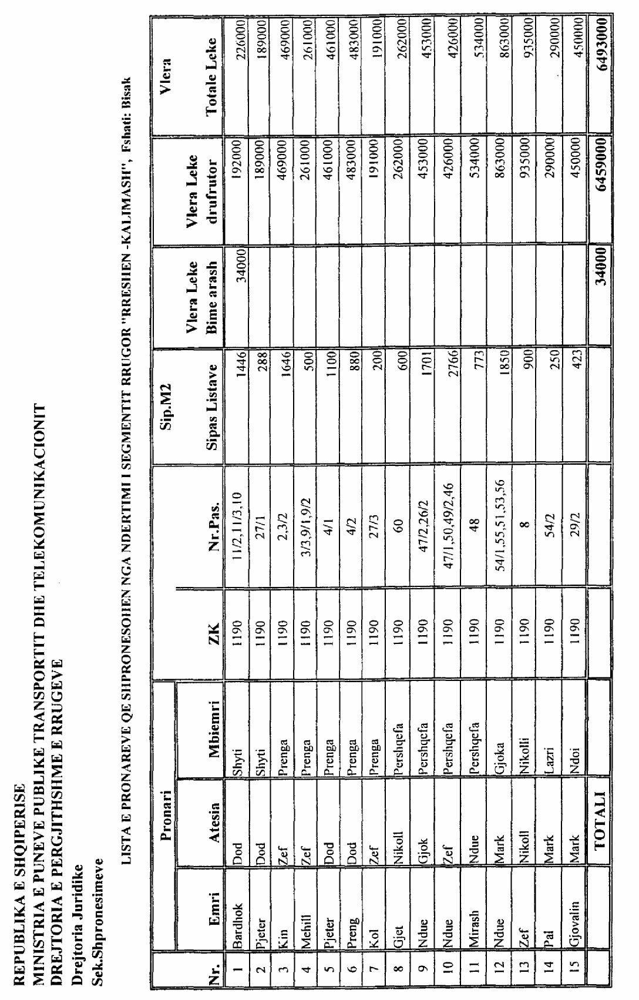 REPUBLIKA E SHQIPERISE
MINISTRIA E PUNEVE PUBLIKE TRANSPORTIT DHE TELEKOMUNIKACIONIT
DREJTORIA E PERGJITHSHME E RRUGEVE
Drejtoria Juridike
Sek.Shpronesimeve
LISTA E PRONAREVE QE SHPRONESOHEN NGA NDERTIMI I SEGMENTIT RRUGOR "RRESHEN -KALIMASH", Fshati: Bisak
Pronari Sip.M2 Vlera
Vlera Leke Vlera Leke
Nr. Emri Atesia Mbiemri ZK Nr.Pas. Sipas Listave Bime arash drufrutor Totale Leke
1 Bardhok Dod Shyti 1190 11/2,11/3,10 1446 34000 192000 226000
2 Pjeter Dod Shyti 1190 27/1 288 189000 189000
3 Kin Zef Prenga 1190 2,3/2 1646 469000 469000
4 Mehill Zef Prenga 1190 3/3,9/1,9/2 500 261000 261000
5 Pjeter Dod Prenga 1190 4/1 1100 461000 461000
6 Preng Dod Prenga 1190 4/2 880 483000 483000
7 Kol Zef Prenga 1190 27/3 200 191000 191000
8 Gjet Nikoll Pershqefa 1190 60 600 262000 262000
9 Ndue Gjok Pershqefa 1190 47/2,26/2 1701 453000 453000
10 Ndue Zef Pershqefa 1190 47/1,50,49/2,46 2766 426000 426000
11 Mirash Ndue Pershqefa 1190 48 773 534000 534000
12 Ndue Mark Gjoka 1190 54/1,55,51,53,56 1850 863000 863000
13 Zef Nikoll Nikolli 1190 8 900 935000 935000
14 Pal Mark Lazri 1190 54/2 250 290000 290000
15 Gjovalin Mark Ndoi 1190 29/2 423 450000 450000
TOTALI 34000 6459000 6493000